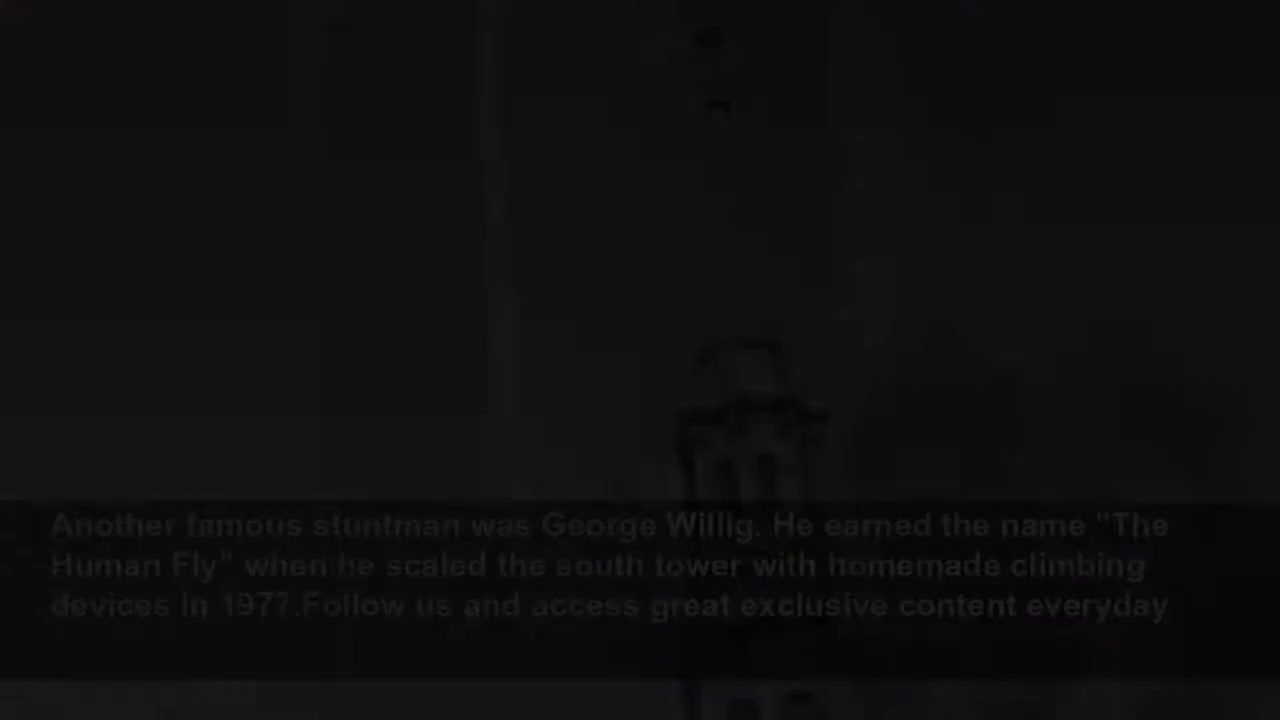 Another famous stuntman was George Willig. He earned the name "The
Human Fly" when he scaled the south tower with homemade climbing
devices in 1977.Follow us and access great exclusive content everyday